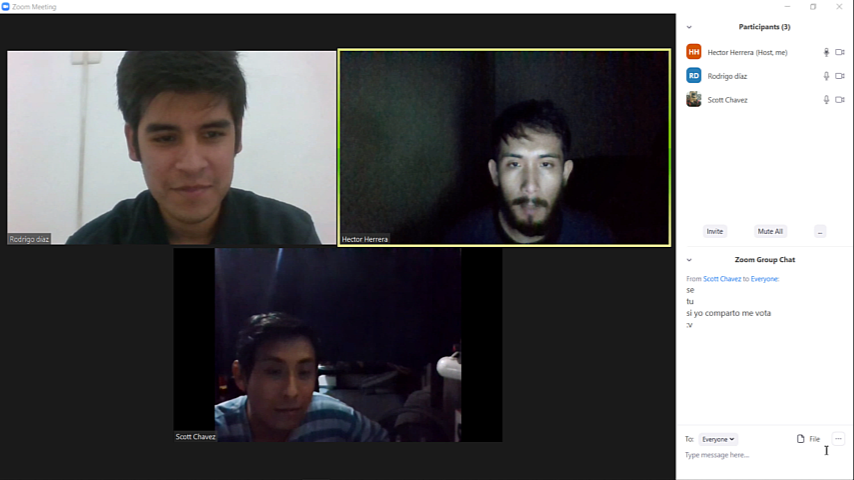 Zoom Meeting
Participants (3)
HH Hector Herrera (Host, me)
RD Rodrigo díaz
Scott Chavez
Rodrigo díaz
Hector Herrera
Invite Mute All ...
Zoom Group Chat
From Scott Chavez to Everyone:
se
tu
si yo comparto me vota
:v
Scott Chavez
To: Everyone File ...
Type message here...